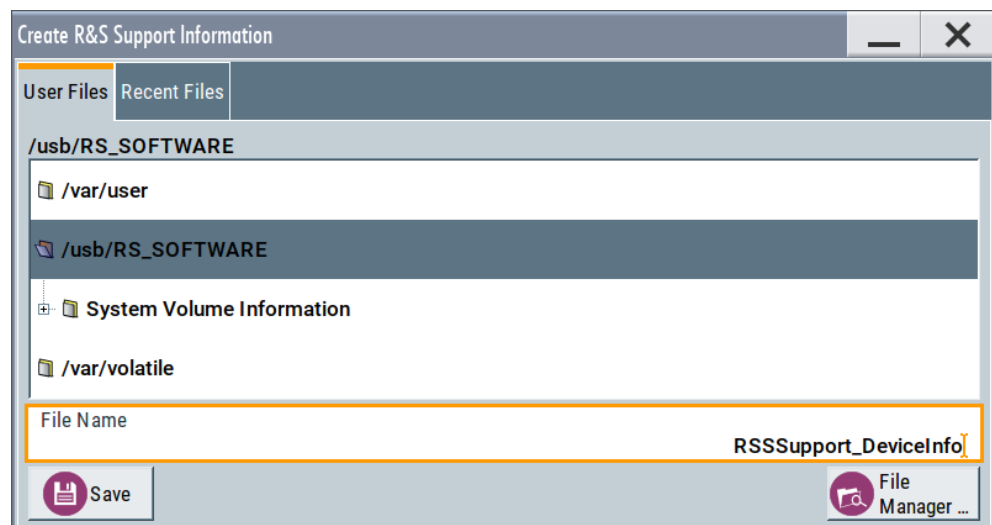 Create R&S Support Information
User Files Recent Files
/usb/RS_SOFTWARE
/var/user
/usb/RS_SOFTWARE
System Volume Information
/var/volatile
File Name
RSSSupport_DeviceInfo
Save
File
Manager ...